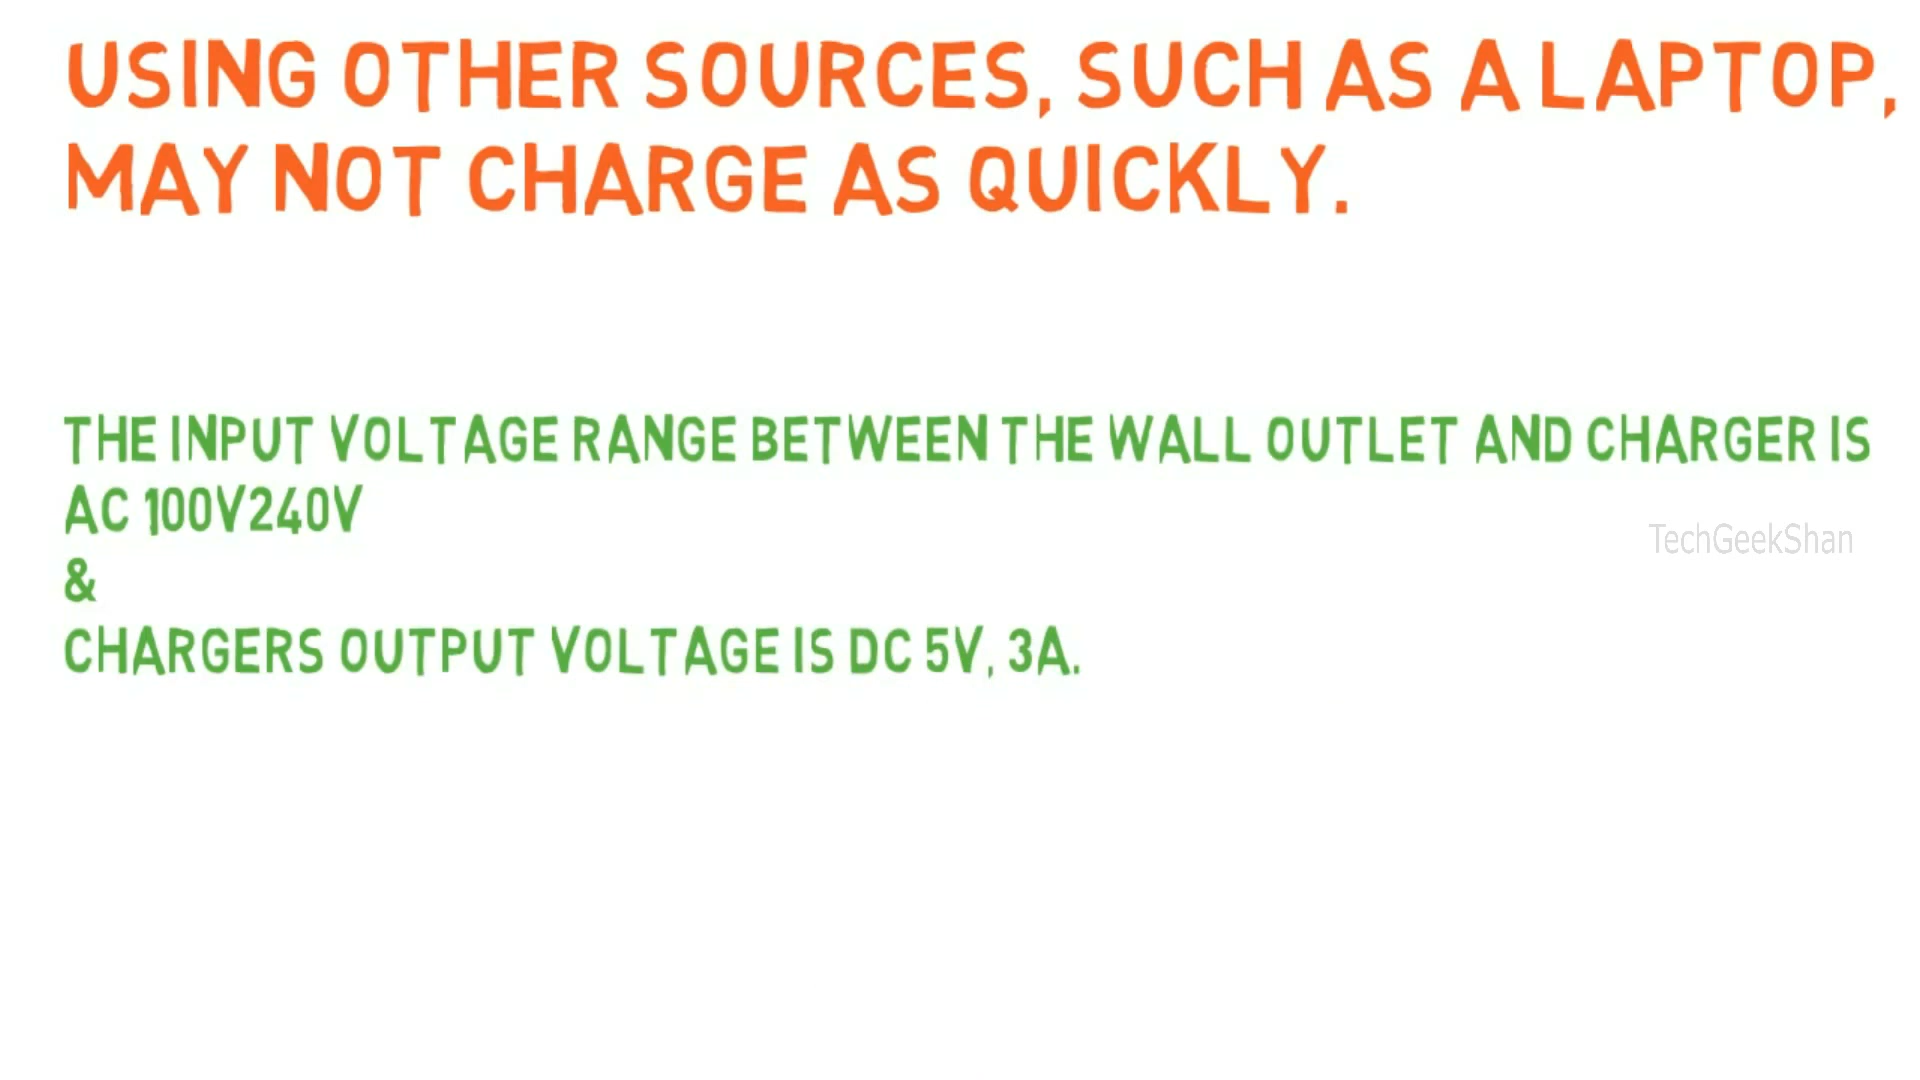 USING OTHER SOURCES, SUCH AS A LAPTOP,
MAY NOT CHARGE AS QUICKLY.
THE INPUT VOLTAGE RANGE BETWEEN THE WALL OUTLET AND CHARGER IS
AC 100V240V
TechGeekShan
&
CHARGERS OUTPUT VOLTAGE IS DC 5V, 3A.